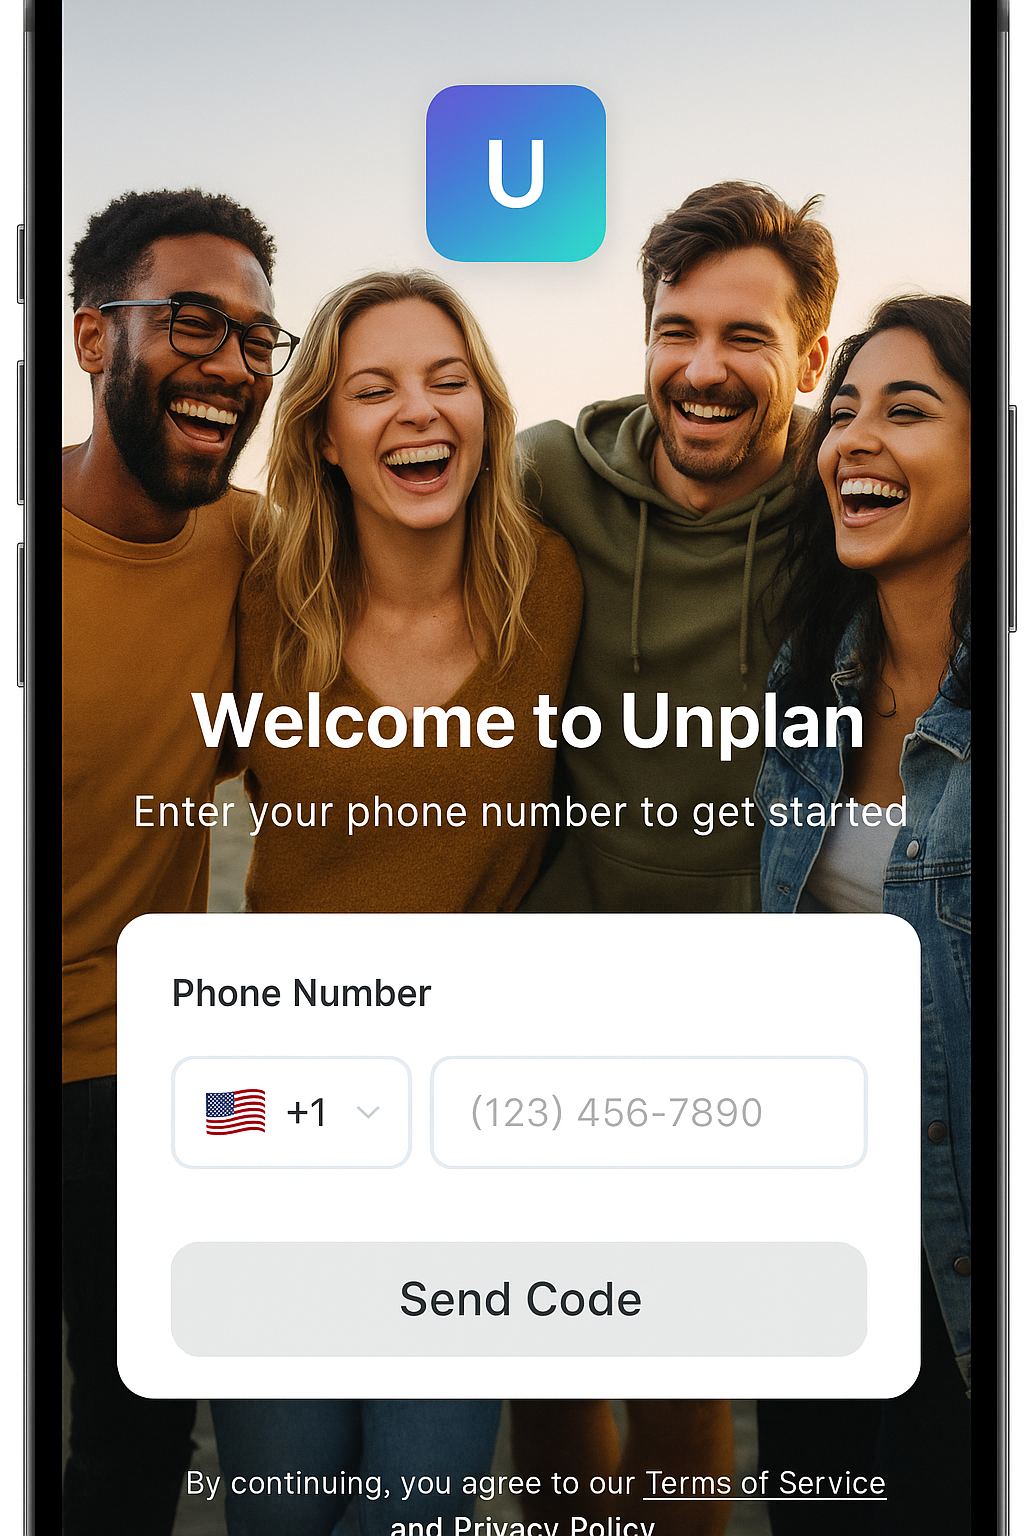 U
Welcome to Unplan
Enter your phone number to get started
Phone Number
+1
(123) 456-7890
Send Code
By continuing, you agree to our Terms of Service
and Privacy Policy